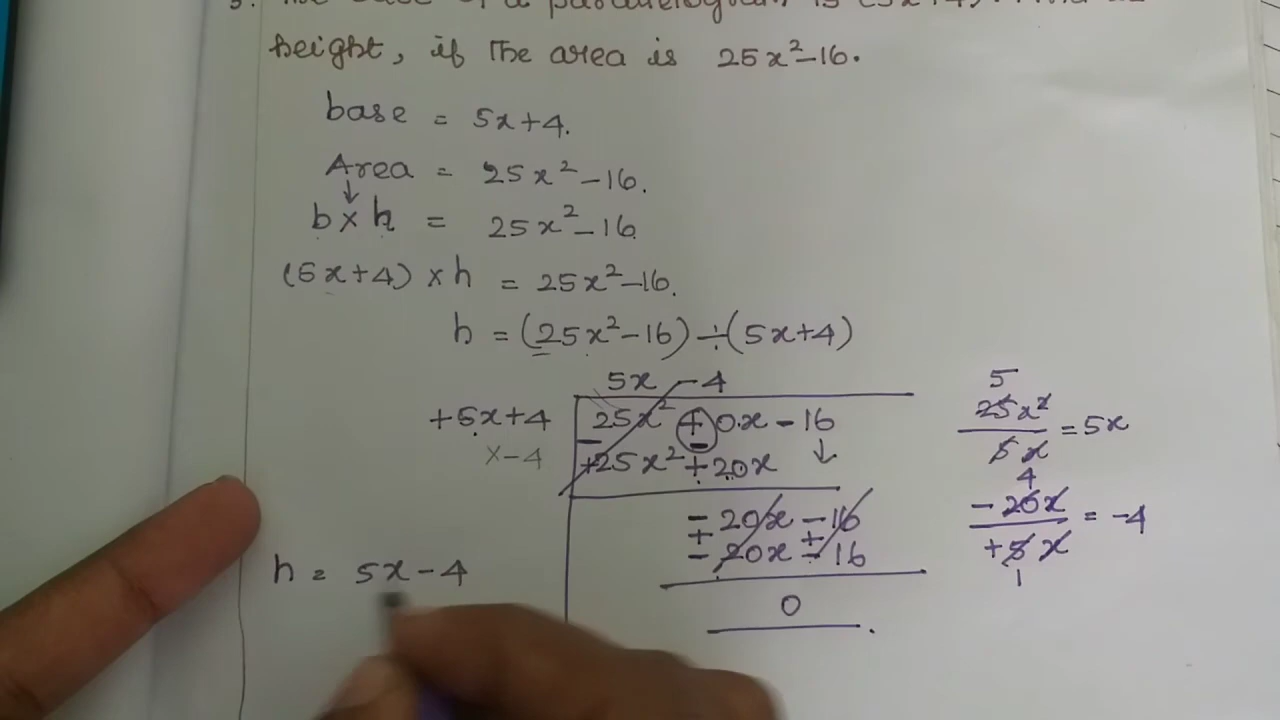 height, if the area is 25x²-16.
base = 5x+4.
Area = 25x²-16.
↓
b×h = 25x²-16.
(5x+4) ×h = 25x²-16.
h = (25x²-16)÷(5x+4)
5x -4
+5x+4 25x² + 0x - 16
×-4 +25x²+20x ↓
- -
-20x -16
+ +
-20x -16
0.
5
25x²
5x
= 5x
4
-20x
+5x
1
= -4
h = 5x-4